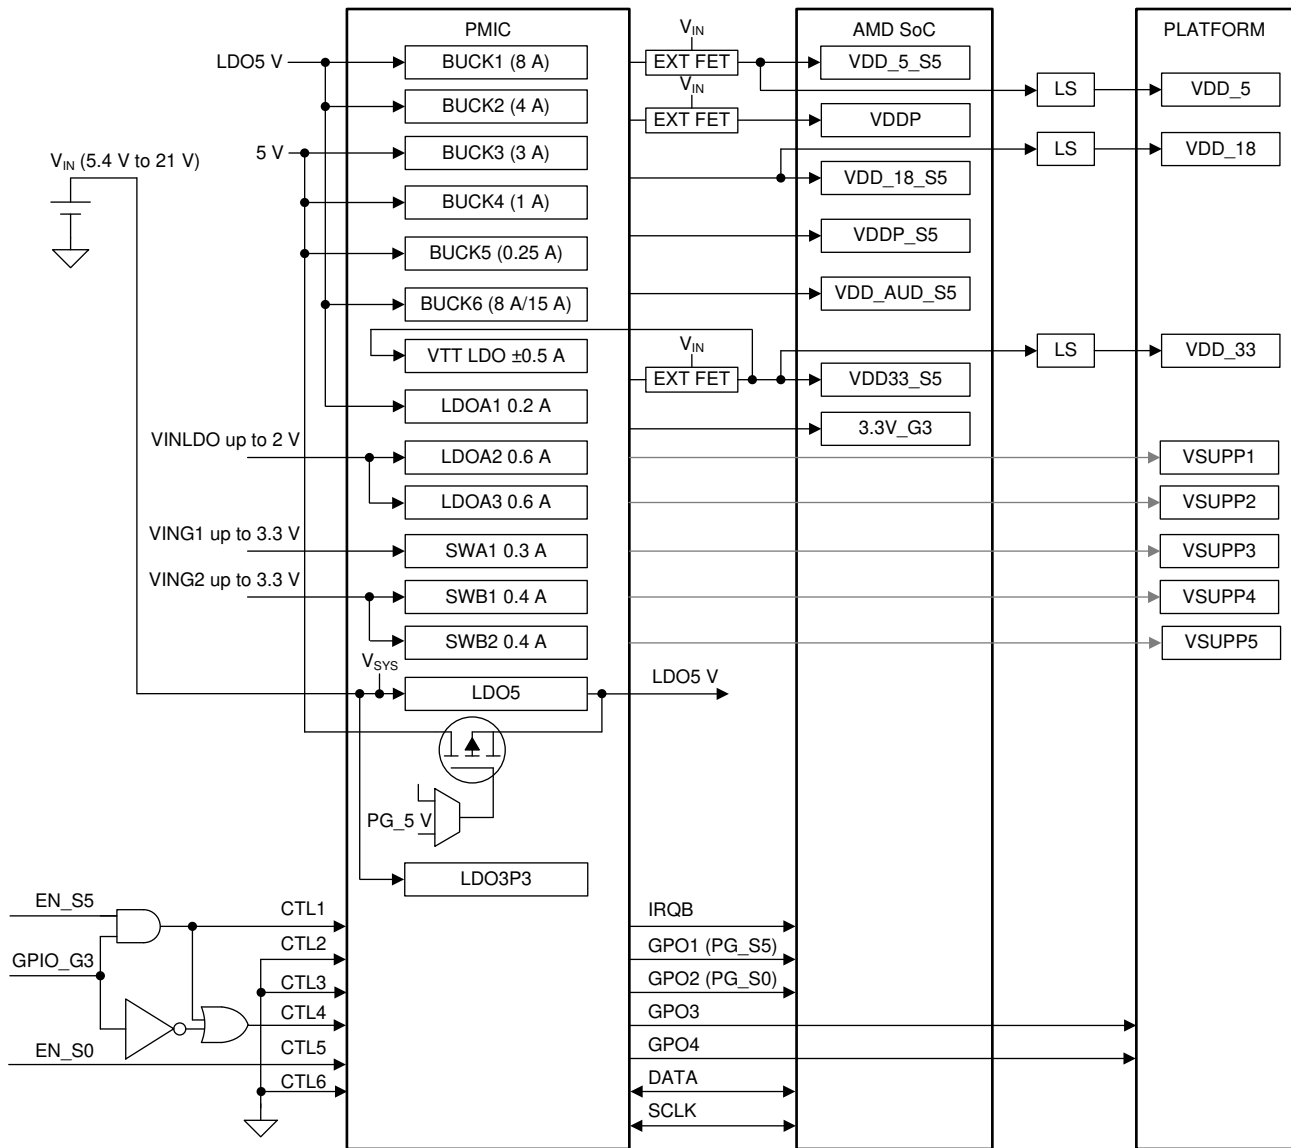 PMIC
AMD SoC
PLATFORM
LDO5 V
BUCK1 (8 A)
VIN
EXT FET
VDD_5_S5
BUCK2 (4 A)
VIN
EXT FET
VDDP
LS
VDD_5
5 V
BUCK3 (3 A)
LS
VDD_18
VIN (5.4 V to 21 V)
VDD_18_S5
BUCK4 (1 A)
VDDP_S5
BUCK5 (0.25 A)
VDD_AUD_S5
BUCK6 (8 A/15 A)
VTT LDO ±0.5 A
VIN
EXT FET
VDD33_S5
LS
VDD_33
LDOA1 0.2 A
3.3V_G3
VINLDO up to 2 V
LDOA2 0.6 A
VSUPP1
LDOA3 0.6 A
VSUPP2
VING1 up to 3.3 V
SWA1 0.3 A
VSUPP3
VING2 up to 3.3 V
SWB1 0.4 A
VSUPP4
SWB2 0.4 A
VSUPP5
VSYS
LDO5
LDO5 V
PG_5 V
LDO3P3
EN_S5
CTL1
IRQB
GPIO_G3
CTL2
GPO1 (PG_S5)
CTL3
GPO2 (PG_S0)
CTL4
GPO3
EN_S0
CTL5
GPO4
CTL6
DATA
SCLK